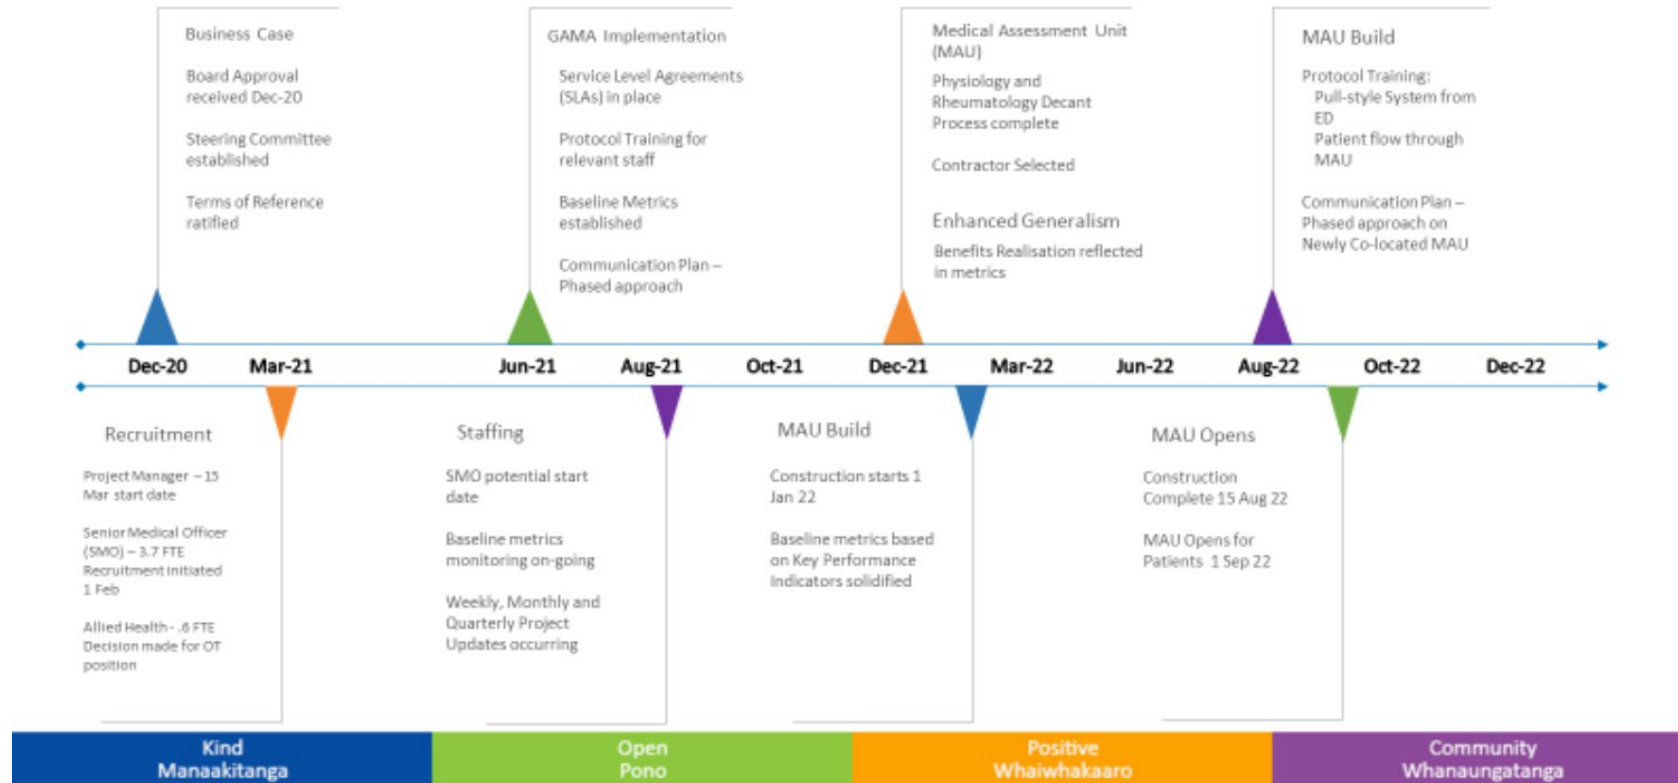 Business Case
Board Approval
received Dec-20
Steering Committee
established
Terms of Reference
ratified
GAMA Implementation
Service Level Agreements
(SLAs) in place
Protocol Training for
relevant staff
Baseline Metrics
established
Communication Plan –
Phased approach
Medical Assessment Unit
(MAU)
Physiology and
Rheumatology Decant
Process complete
Contractor Selected
Enhanced Generalism
Benefits Realisation reflected
in metrics
MAU Build
Protocol Training:
Pull-style System from
ED
Patient flow through
MAU
Communication Plan –
Phased approach on
Newly Co-located MAU
Dec-20 Mar-21 Jun-21 Aug-21 Oct-21 Dec-21 Mar-22 Jun-22 Aug-22 Oct-22 Dec-22
Recruitment
Project Manager – 15
Mar start date
Senior Medical Officer
(SMO) – 3.7 FTE
Recruitment initiated
1 Feb
Allied Health - .6 FTE
Decision made for OT
position
Staffing
SMO potential start
date
Baseline metrics
monitoring on-going
Weekly, Monthly and
Quarterly Project
Updates occurring
MAU Build
Construction starts 1
Jan 22
Baseline metrics based
on Key Performance
Indicators solidified
MAU Opens
Construction
Complete 15 Aug 22
MAU Opens for
Patients 1 Sep 22
Kind
Manaakitanga
Open
Pono
Positive
Whaiwhakaaro
Community
Whanaungatanga